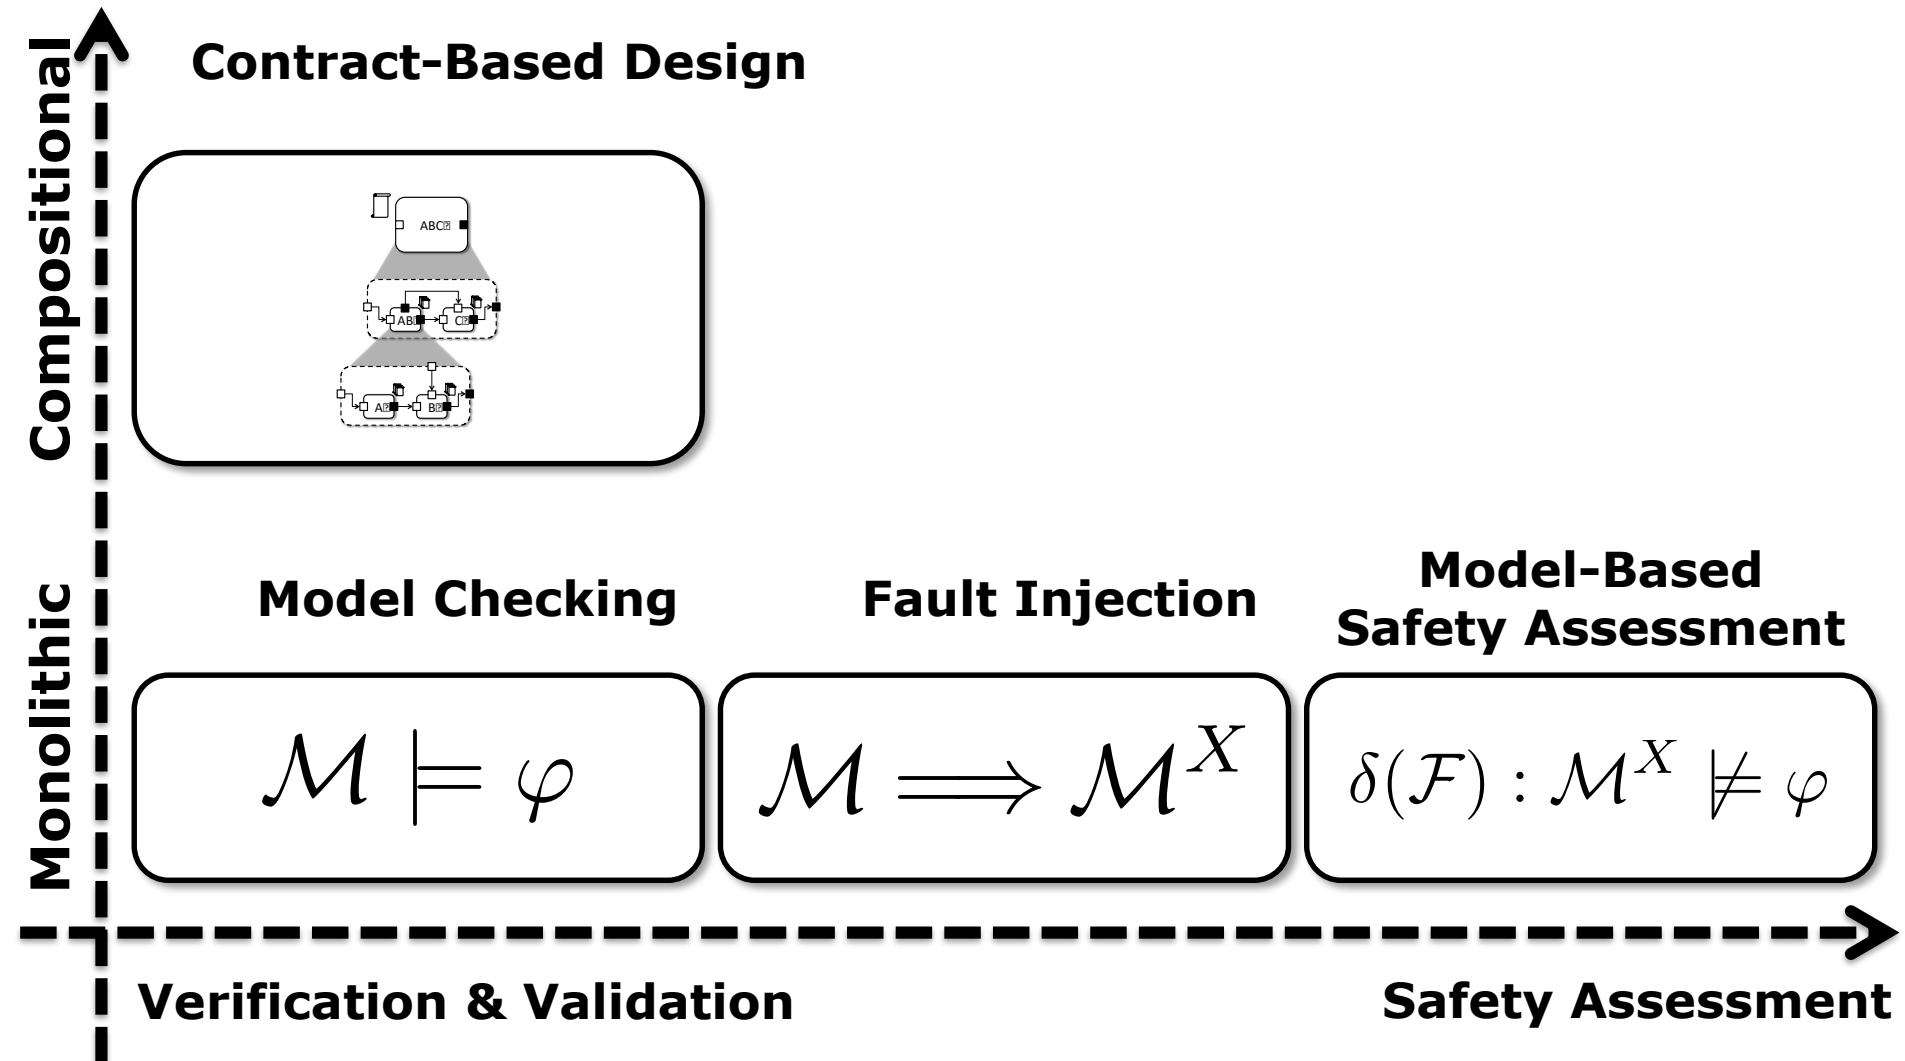 Compositional
Contract-Based Design
ABC⍰
AB⍰ C⍰
A⍰ B⍰
Monolithic
Model Checking
Fault Injection
Model-Based
Safety Assessment
ℳ ⊨ φ
ℳ ⟹ ℳ^X
δ(ℱ) : ℳ^X ⊭ φ
Verification & Validation
Safety Assessment